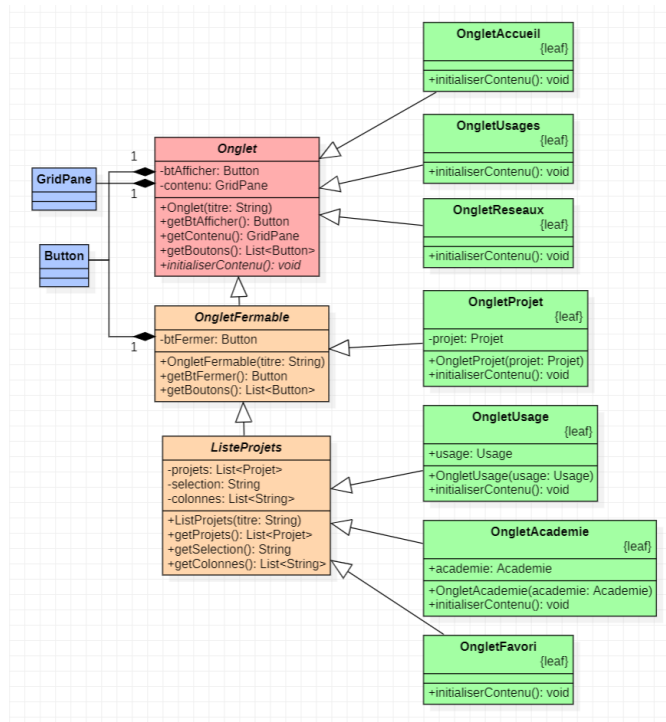 OngletAccueil
{leaf}
+initialiserContenu(): void
OngletUsages
{leaf}
+initialiserContenu(): void
OngletReseaux
{leaf}
+initialiserContenu(): void
1
GridPane
1
Button
Onglet
-btAfficher: Button
-contenu: GridPane
+Onglet(titre: String)
+getBtAfficher(): Button
+getContenu(): GridPane
+getBoutons(): List<Button>
+initialiserContenu(): void
1
OngletFermable
-btFermer: Button
+OngletFermable(titre: String)
+getBtFermer(): Button
+getBoutons(): List<Button>
OngletProjet
{leaf}
-projet: Projet
+OngletProjet(projet: Projet)
+initialiserContenu(): void
ListeProjets
-projets: List<Projet>
-selection: String
-colonnes: List<String>
+ListProjets(titre: String)
+getProjets(): List<Projet>
+getSelection(): String
+getColonnes(): List<String>
OngletUsage
{leaf}
+usage: Usage
+OngletUsage(usage: Usage)
+initialiserContenu(): void
OngletAcademie
{leaf}
+academie: Academie
+OngletAcademie(academie: Academie)
+initialiserContenu(): void
OngletFavori
{leaf}
+initialiserContenu(): void